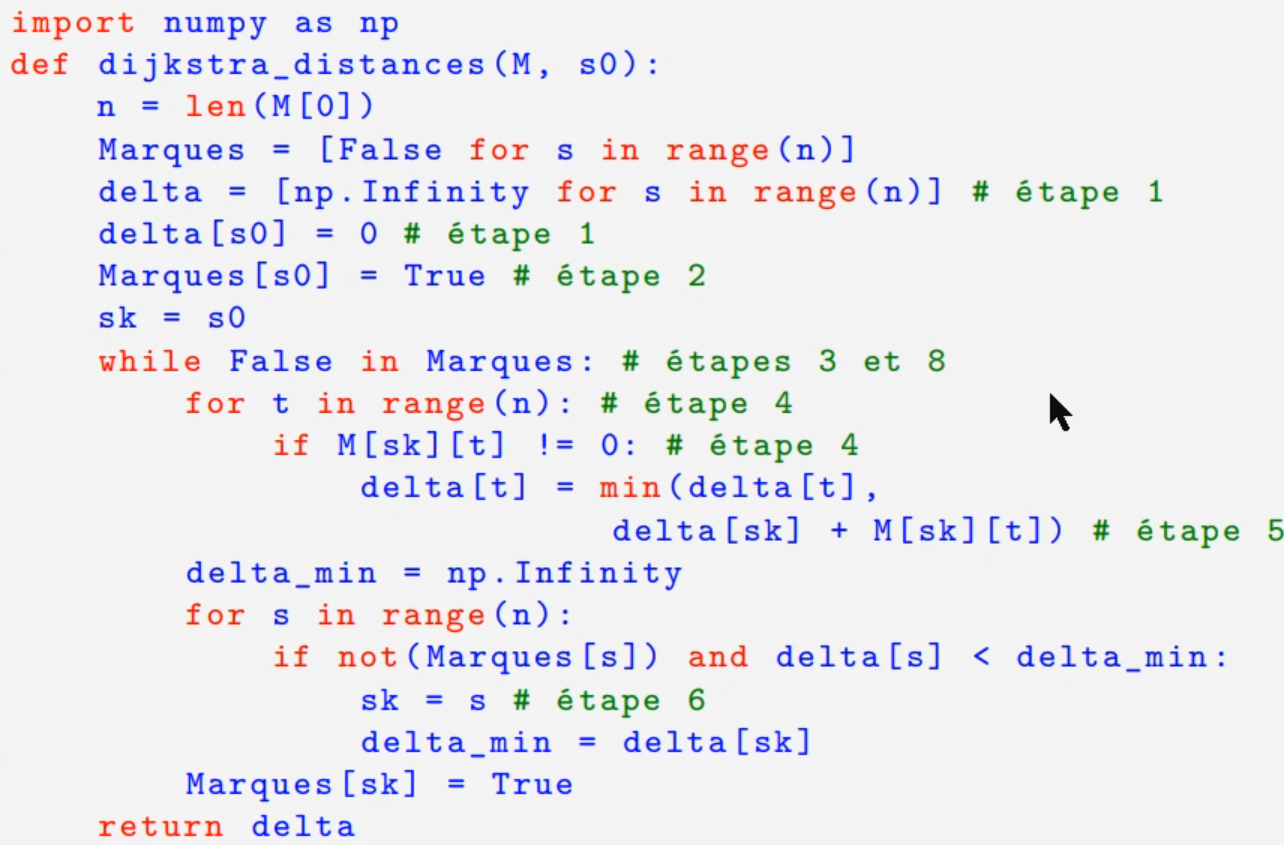 import numpy as np
def dijkstra_distances(M, s0):
    n = len(M[0])
    Marques = [False for s in range(n)]
    delta = [np.Infinity for s in range(n)] # étape 1
    delta[s0] = 0 # étape 1
    Marques[s0] = True # étape 2
    sk = s0
    while False in Marques: # étapes 3 et 8
        for t in range(n): # étape 4
            if M[sk][t] != 0: # étape 4
                delta[t] = min(delta[t],
                            delta[sk] + M[sk][t]) # étape 5
        delta_min = np.Infinity
        for s in range(n):
            if not(Marques[s]) and delta[s] < delta_min:
                sk = s # étape 6
                delta_min = delta[sk]
        Marques[sk] = True
    return delta